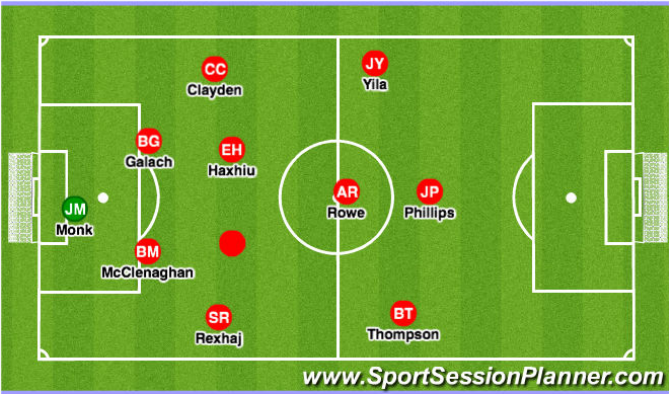 CC
Clayden
JY
Yila
BG
Galach
EH
Haxhiu
AR
Rowe
JP
Phillips
JM
Monk
BM
McClenaghan
SR
Rexhaj
BT
Thompson
www.SportSessionPlanner.com